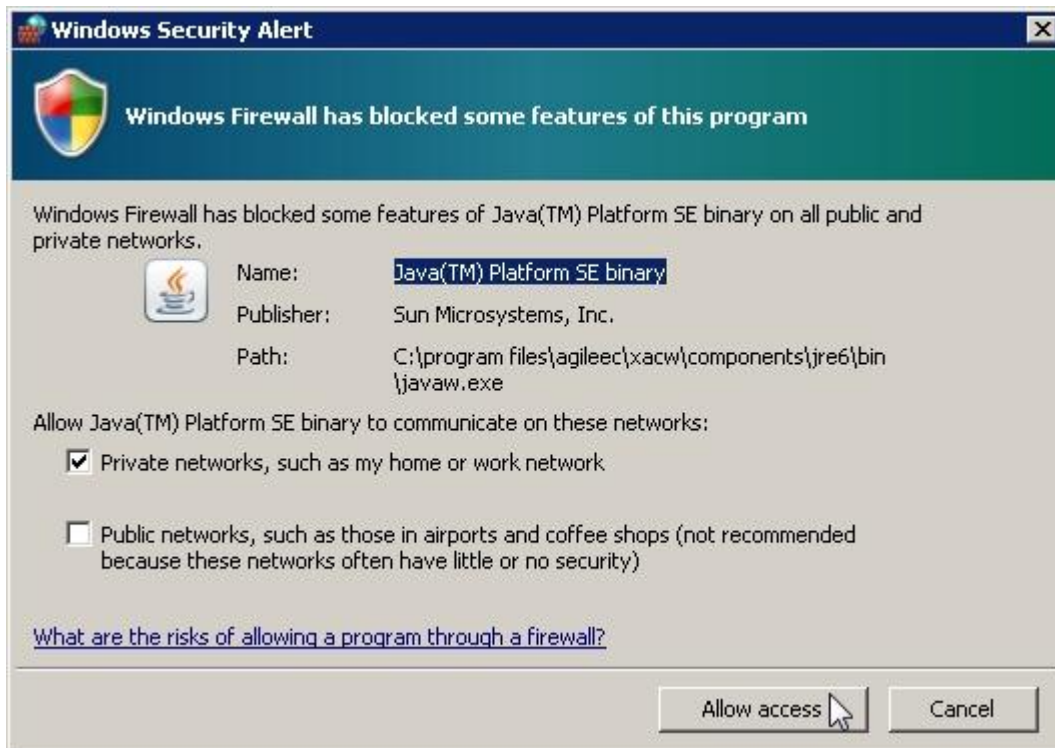 Windows Security Alert
Windows Firewall has blocked some features of this program
Windows Firewall has blocked some features of Java(TM) Platform SE binary on all public and
private networks.
Name: Java(TM) Platform SE binary
Publisher: Sun Microsystems, Inc.
Path: C:\program files\agileec\xacw\components\jre6\bin
\javaw.exe
Allow Java(TM) Platform SE binary to communicate on these networks:
Private networks, such as my home or work network
Public networks, such as those in airports and coffee shops (not recommended
because these networks often have little or no security)
What are the risks of allowing a program through a firewall?
Allow access Cancel